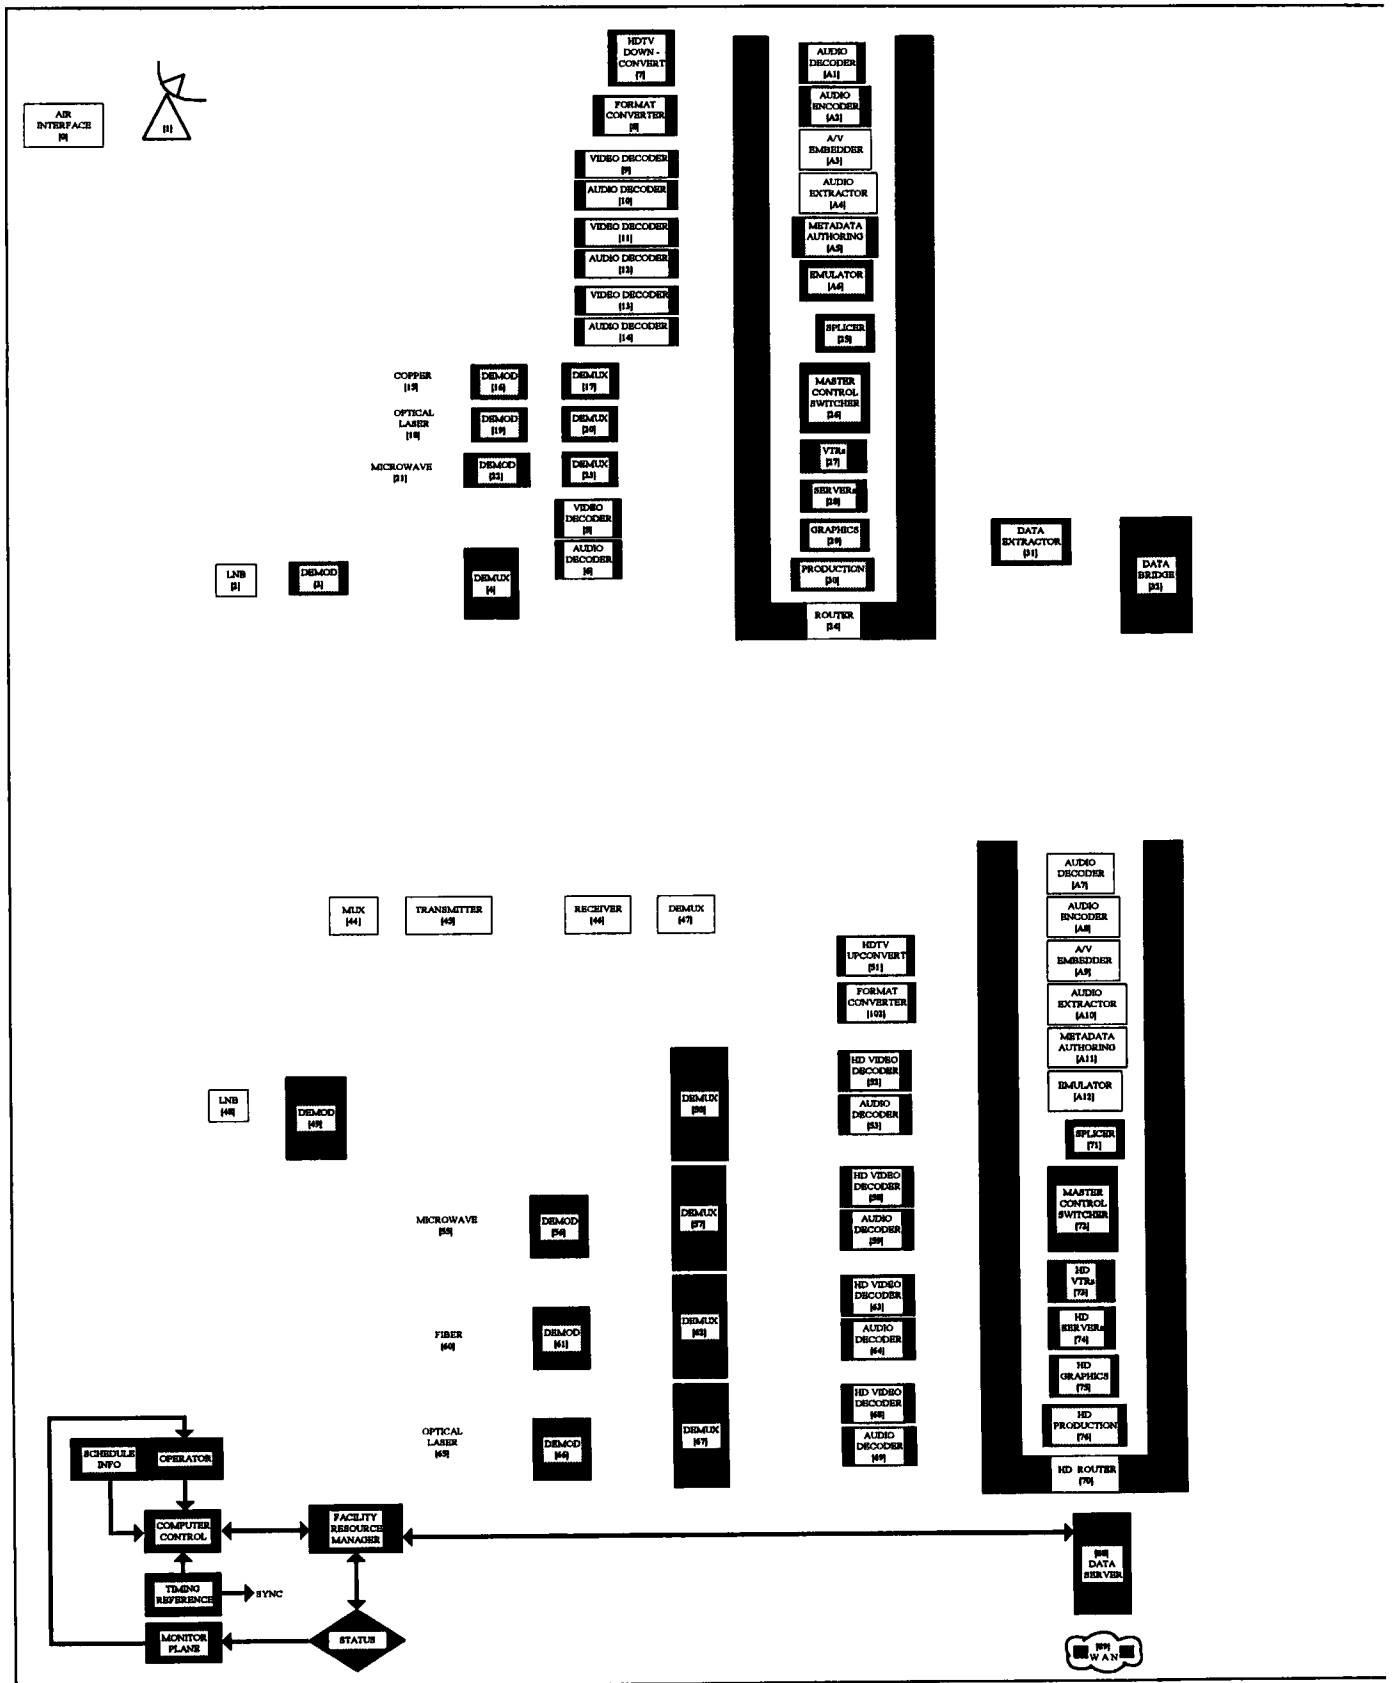 HDTV
DOWN -
CONVERT
[7]
FORMAT
CONVERTER
[8]
VIDEO DECODER
[9]
AUDIO DECODER
[10]
VIDEO DECODER
[11]
AUDIO DECODER
[12]
VIDEO DECODER
[13]
AUDIO DECODER
[14]
AIR
INTERFACE
[0]
[1]
COPPER
[15]
DEMOD
[16]
DEMUX
[17]
OPTICAL
LASER
[18]
DEMOD
[19]
DEMUX
[20]
MICROWAVE
[21]
DEMOD
[22]
DEMUX
[23]
VIDEO
DECODER
[5]
AUDIO
DECODER
[6]
LNB
[2]
DEMOD
[3]
DEMUX
[4]
AUDIO
DECODER
[A1]
AUDIO
ENCODER
[A2]
A/V
EMBEDDER
[A3]
AUDIO
EXTRACTOR
[A4]
METADATA
AUTHORING
[A5]
EMULATOR
[A6]
SPLICER
[25]
MASTER
CONTROL
SWITCHER
[26]
VTRs
[27]
SERVERs
[28]
GRAPHICS
[29]
PRODUCTION
[30]
ROUTER
[24]
DATA
EXTRACTOR
[31]
DATA
BRIDGE
[32]
MUX
[44]
TRANSMITTER
[45]
RECEIVER
[46]
DEMUX
[47]
HDTV
UPCONVERT
[51]
FORMAT
CONVERTER
[102]
LNB
[48]
DEMOD
[49]
DEMUX
[50]
HD VIDEO
DECODER
[52]
AUDIO
DECODER
[53]
MICROWAVE
[55]
DEMOD
[56]
DEMUX
[57]
HD VIDEO
DECODER
[58]
AUDIO
DECODER
[59]
FIBER
[60]
DEMOD
[61]
DEMUX
[62]
HD VIDEO
DECODER
[63]
AUDIO
DECODER
[64]
OPTICAL
LASER
[65]
DEMOD
[66]
DEMUX
[67]
HD VIDEO
DECODER
[68]
AUDIO
DECODER
[69]
AUDIO
DECODER
[A7]
AUDIO
ENCODER
[A8]
A/V
EMBEDDER
[A9]
AUDIO
EXTRACTOR
[A10]
METADATA
AUTHORING
[A11]
EMULATOR
[A12]
SPLICER
[71]
MASTER
CONTROL
SWITCHER
[72]
HD
VTRs
[73]
HD
SERVERs
[74]
HD
GRAPHICS
[75]
HD
PRODUCTION
[76]
HD ROUTER
[70]
SCHEDULE
INFO
OPERATOR
COMPUTER
CONTROL
FACILITY
RESOURCE
MANAGER
TIMING
REFERENCE
SYNC
MONITOR
PLANE
STATUS
[88]
DATA
SERVER
[89]
WAN